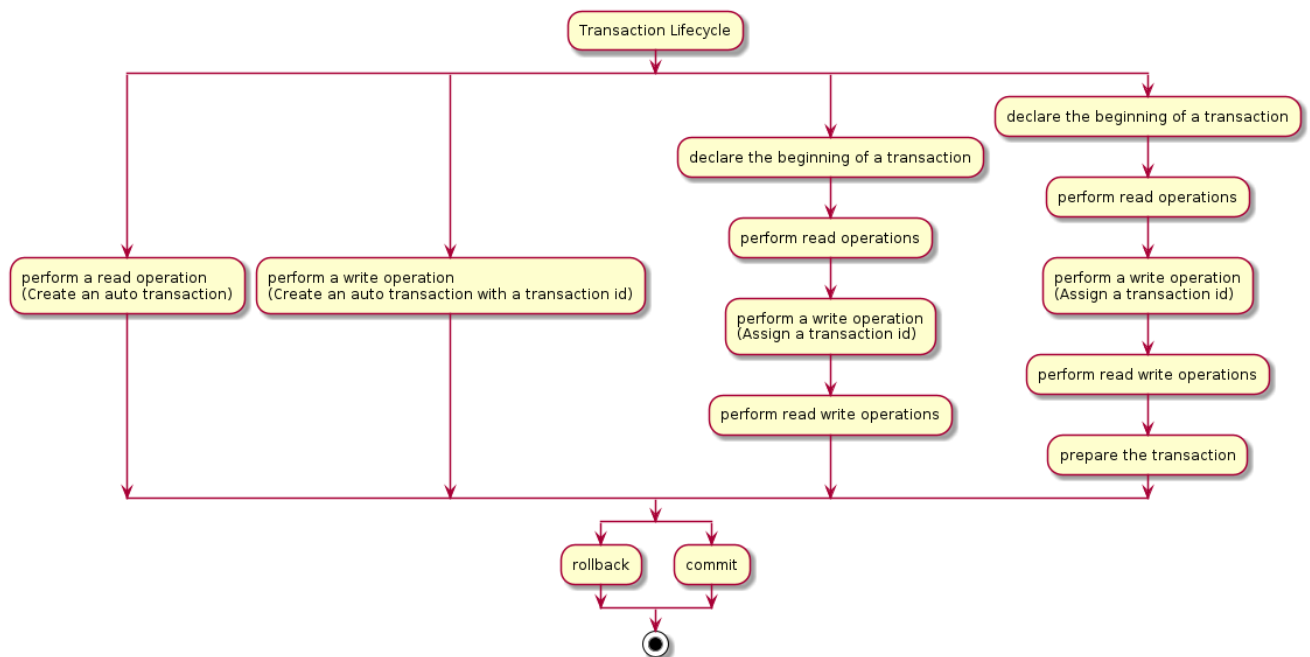 Transaction Lifecycle
perform a read operation
(Create an auto transaction)
perform a write operation
(Create an auto transaction with a transaction id)
declare the beginning of a transaction
perform read operations
perform a write operation
(Assign a transaction id)
perform read write operations
declare the beginning of a transaction
perform read operations
perform a write operation
(Assign a transaction id)
perform read write operations
prepare the transaction
rollback
commit